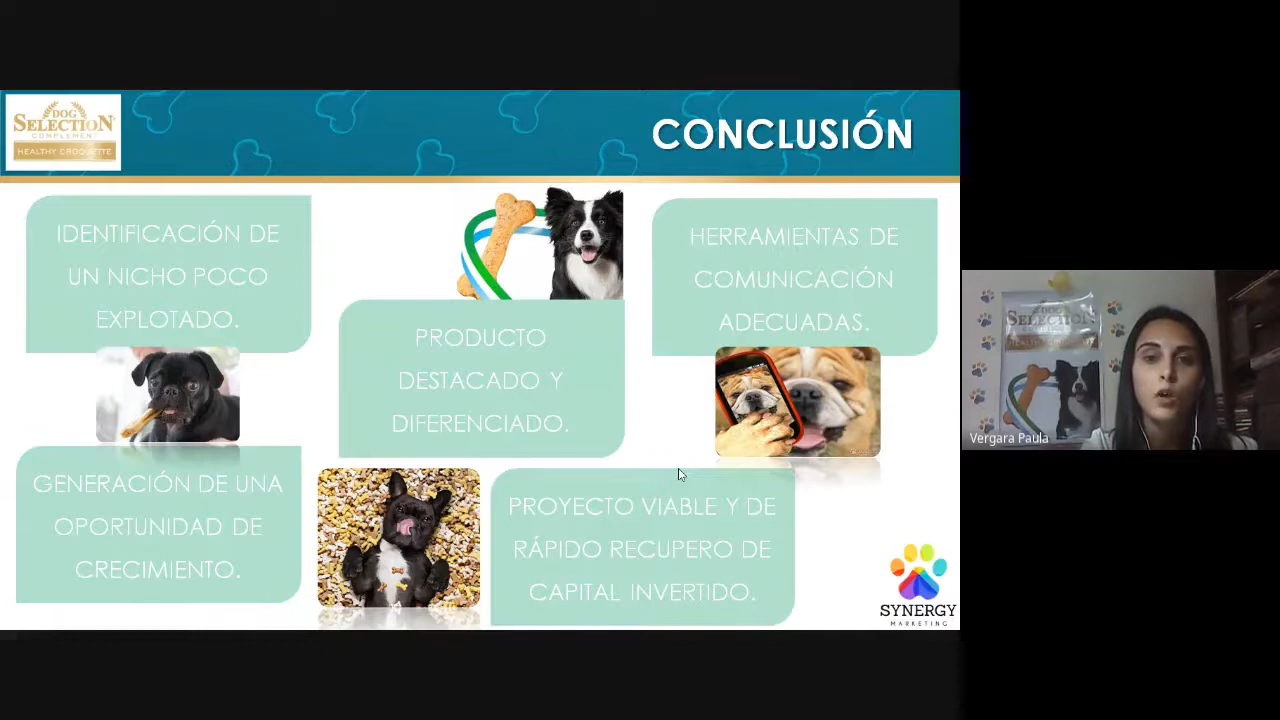 DOG
SELECTION
COMPLEMENT
HEALTHY CROQUETTE
CONCLUSIÓN
IDENTIFICACIÓN DE
UN NICHO POCO
EXPLOTADO.
PRODUCTO
DESTACADO Y
DIFERENCIADO.
HERRAMIENTAS DE
COMUNICACIÓN
ADECUADAS.
GENERACIÓN DE UNA
OPORTUNIDAD DE
CRECIMIENTO.
PROYECTO VIABLE Y DE
RÁPIDO RECUPERO DE
CAPITAL INVERTIDO.
SYNERGY
MARKETING
SELECTION
Vergara Paula